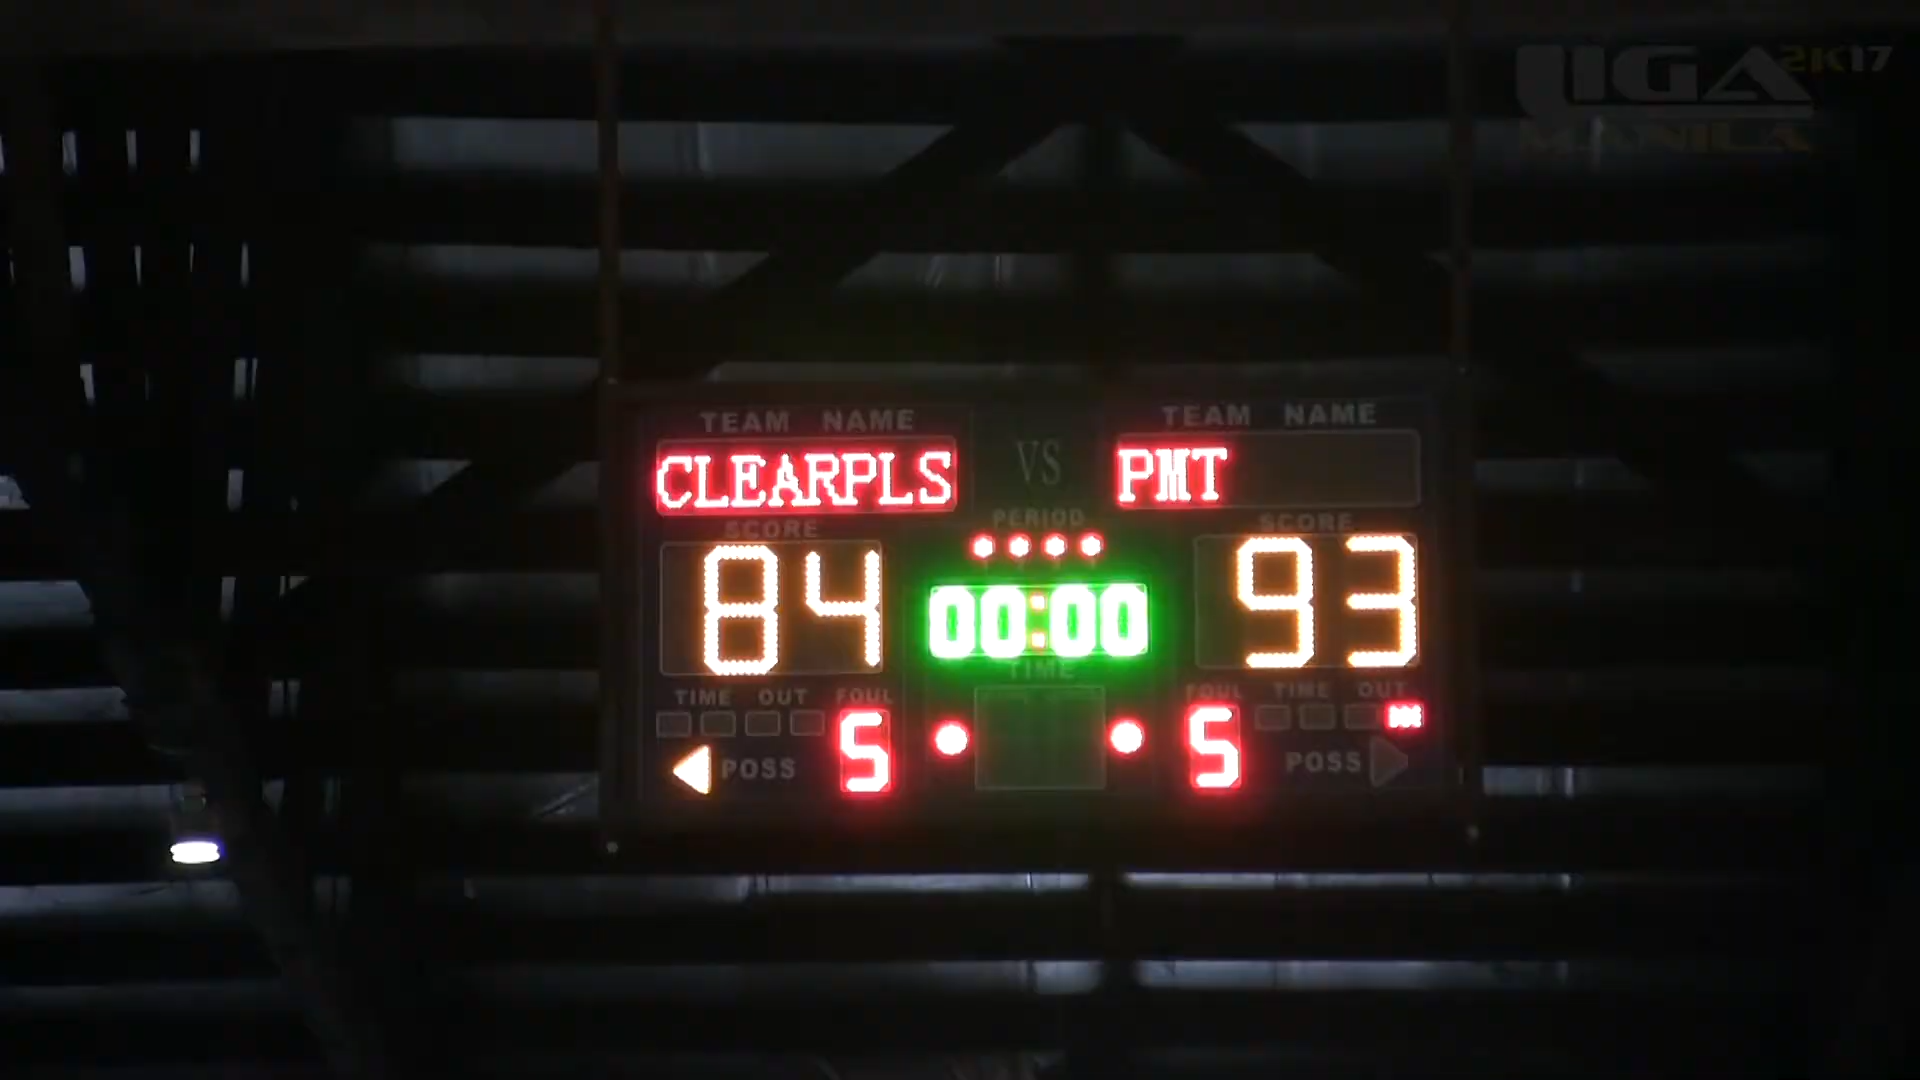 LIGA 2K17
MANILA
TEAM NAME
TEAM NAME
CLEARPLS
VS
PMT
SCORE
PERIOD
SCORE
84
00:00
93
TIME
TIME OUT
FOUL
FOUL
TIME OUT
POSS
5
5
POSS